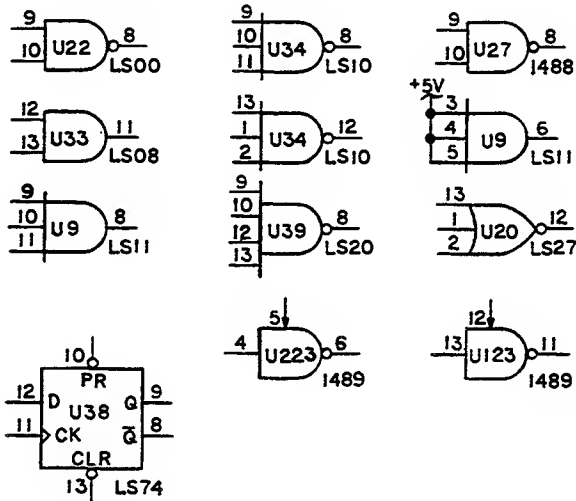 9 10 U22 8 LS00
9 10 11 U34 8 LS10
9 10 U27 8 1488
12 13 U33 11 LS08
13 1 2 U34 12 LS10
+5V 3 4 5 U9 6 LS11
9 10 11 U9 8 LS11
9 10 12 13 U39 8 LS20
13 1 2 U20 12 LS27
10 PR
12 D U38 Q 9
11 CK Q̅ 8
CLR
13 LS74
4 5 U223 6 1489
13 12 U123 11 1489